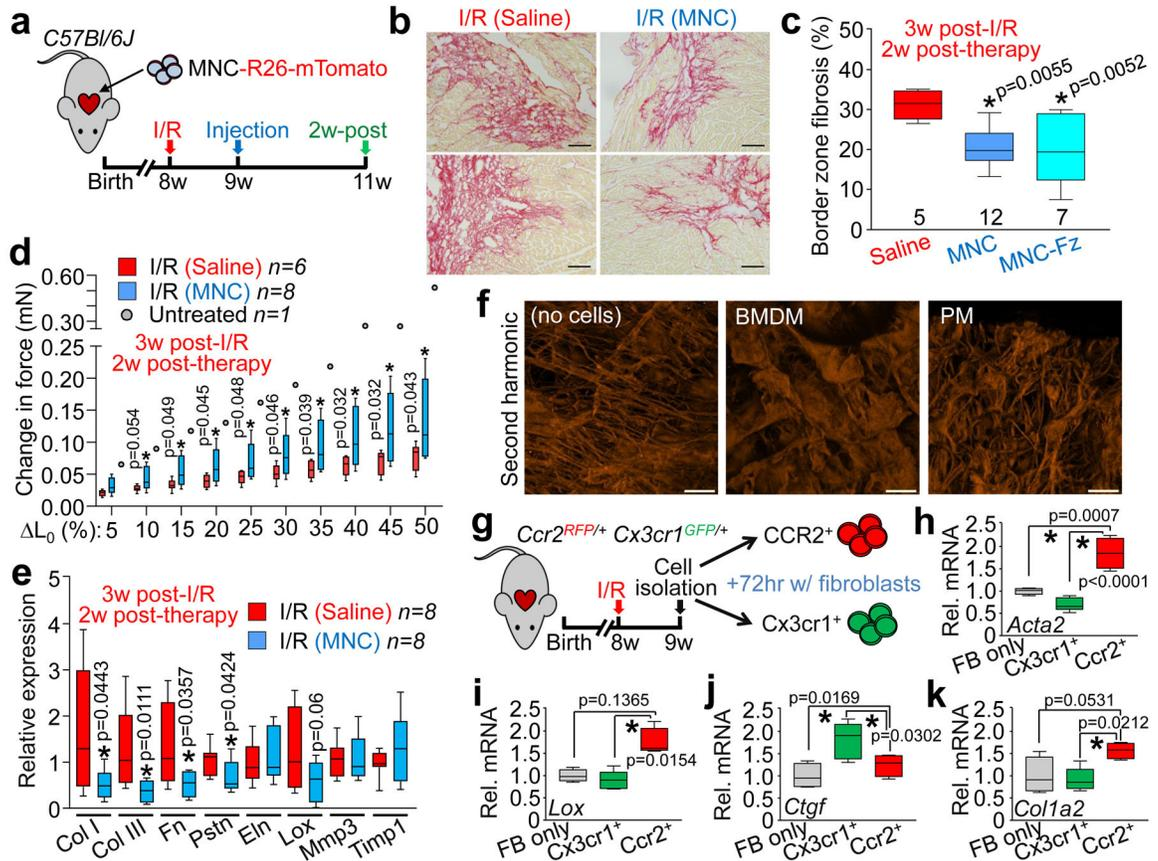 a
C57Bl/6J
MNC-R26-mTomato
I/R Injection 2w-post
Birth 8w 9w 11w
b
I/R (Saline) I/R (MNC)
c
3w post-I/R
2w post-therapy
Border zone fibrosis (%)
50
40
30
20
10
0
*p=0.0055
*p=0.0052
5 12 7
Saline MNC MNC-Fz
d
I/R (Saline) n=6
I/R (MNC) n=8
Untreated n=1
3w post-I/R
2w post-therapy
Change in force (mN)
0.60
0.30
0.25
0.20
0.15
0.10
0.05
0.00
p=0.054
*
p=0.049
*
p=0.045
*
p=0.048
*
p=0.046
*
p=0.039
*
p=0.032
*
p=0.032
*
p=0.043
*
ΔL0 (%): 5 10 15 20 25 30 35 40 45 50
e
3w post-I/R
2w post-therapy
I/R (Saline) n=8
I/R (MNC) n=8
Relative expression
5
4
3
2
1
0
*p=0.0443
*p=0.0111
*p=0.0357
*p=0.0424
p=0.06
Col I Col III Fn Pstn Eln Lox Mmp3 Timp1
f
Second harmonic
(no cells) BMDM PM
g
Ccr2RFP/+ Cx3cr1GFP/+
CCR2+
Cell
isolation
I/R
+72hr w/ fibroblasts
Cx3cr1+
Birth 8w 9w
h
Rel. mRNA
2.5
2.0
1.5
1.0
0.5
0
p=0.0007
* *
p<0.0001
Acta2
FB only Cx3cr1+ Ccr2+
i
Rel. mRNA
2.5
2.0
1.5
1.0
0.5
0
p=0.1365
*
p=0.0154
Lox
FB only Cx3cr1+ Ccr2+
j
Rel. mRNA
2.5
2.0
1.5
1.0
0.5
0
p=0.0169
* *
p=0.0302
Ctgf
FB only Cx3cr1+ Ccr2+
k
Rel. mRNA
2.5
2.0
1.5
1.0
0.5
0
p=0.0531
p=0.0212
*
Col1a2
FB only Cx3cr1+ Ccr2+